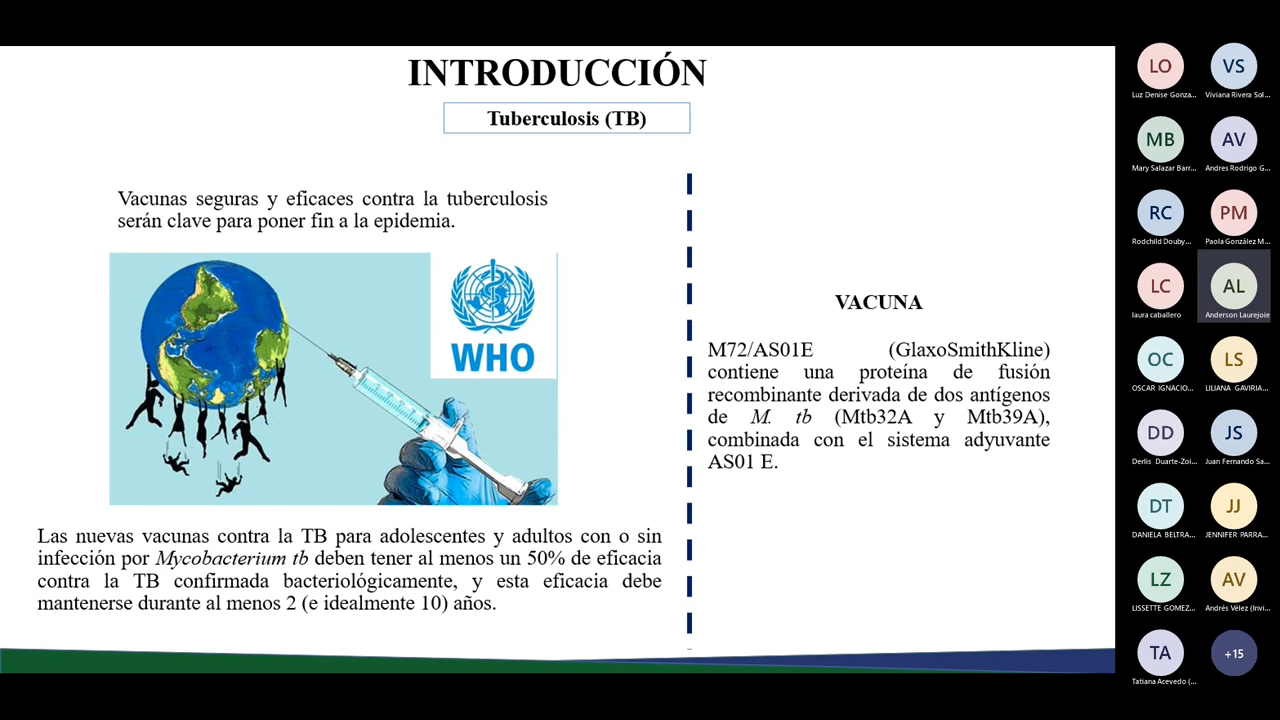 INTRODUCCIÓN
Tuberculosis (TB)
Vacunas seguras y eficaces contra la tuberculosis
serán clave para poner fin a la epidemia.
WHO
Las nuevas vacunas contra la TB para adolescentes y adultos con o sin
infección por Mycobacterium tb deben tener al menos un 50% de eficacia
contra la TB confirmada bacteriológicamente, y esta eficacia debe
mantenerse durante al menos 2 (e idealmente 10) años.
VACUNA
M72/AS01E (GlaxoSmithKline)
contiene una proteína de fusión
recombinante derivada de dos antígenos
de M. tb (Mtb32A y Mtb39A),
combinada con el sistema adyuvante
AS01 E.
LO VS
Luz Denise Gonza... Viviana Rivera Sol...
MB AV
Mary Salazar Barr... Andres Rodrigo G...
RC PM
Rodchild Douby... Paola González M...
LC AL
laura caballero Anderson Laurejoie
OC LS
OSCAR IGNACIO... LILIANA GAVIRIA...
DD JS
Derlis Duarte-Zoi... Juan Fernando Sa...
DT JJ
DANIELA BELTRA... JENNIFER PARRA...
LZ AV
LISSETTE GOMEZ... Andrés Vélez (Invi...
TA +15
Tatiana Acevedo (...